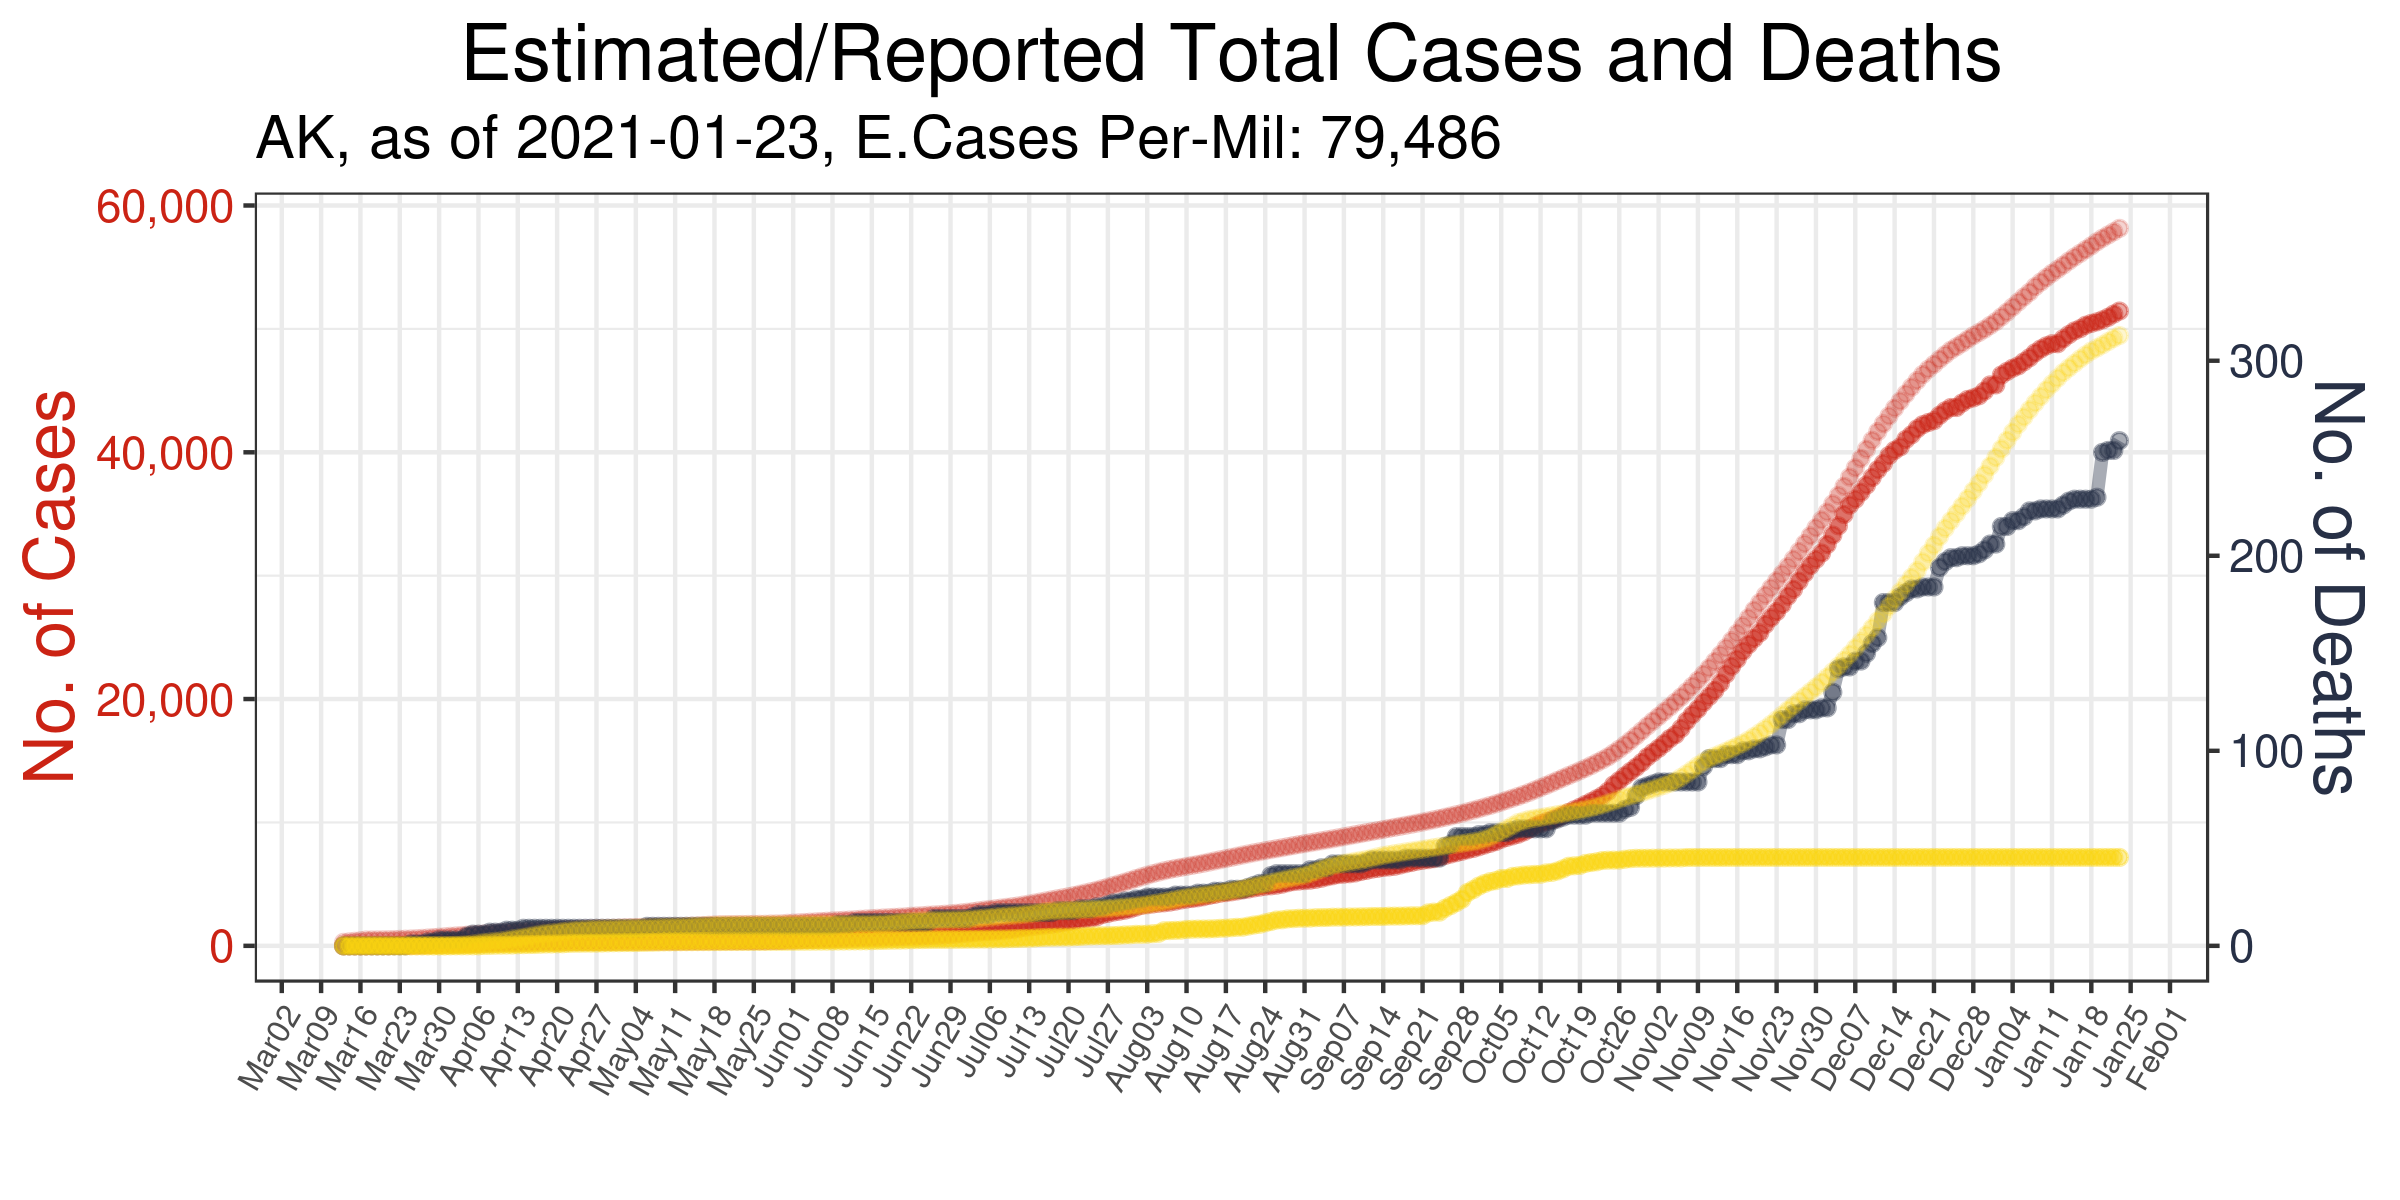 Estimated/Reported Total Cases and Deaths
AK, as of 2021-01-23, E.Cases Per-Mil: 79,486
No. of Cases
60,000
40,000
20,000
0
300
200
100
0
No. of Deaths
Mar02
Mar09
Mar16
Mar23
Mar30
Apr06
Apr13
Apr20
Apr27
May04
May11
May18
May25
Jun01
Jun08
Jun15
Jun22
Jun29
Jul06
Jul13
Jul20
Jul27
Aug03
Aug10
Aug17
Aug24
Aug31
Sep07
Sep14
Sep21
Sep28
Oct05
Oct12
Oct19
Oct26
Nov02
Nov09
Nov16
Nov23
Nov30
Dec07
Dec14
Dec21
Dec28
Jan04
Jan11
Jan18
Jan25
Feb01